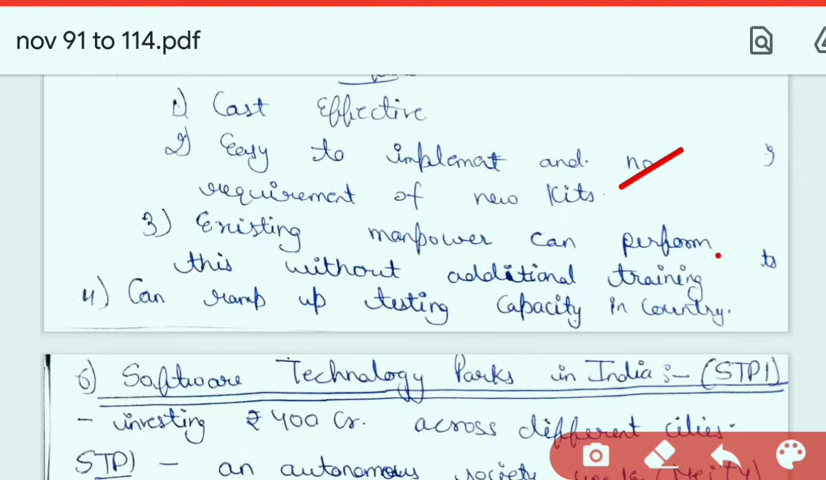 nov 91 to 114.pdf
1) Cast Effective
2) Easy to implemat and no
requirement of new Kits.
3) Existing manpower can perform
this without additional training
4) Can ramp up testing Capacity in Country.
6) Software Technology Parks in India :- (STPI)
- investing ₹ 400 Cr. across different cities.
STPI - an autonomous society